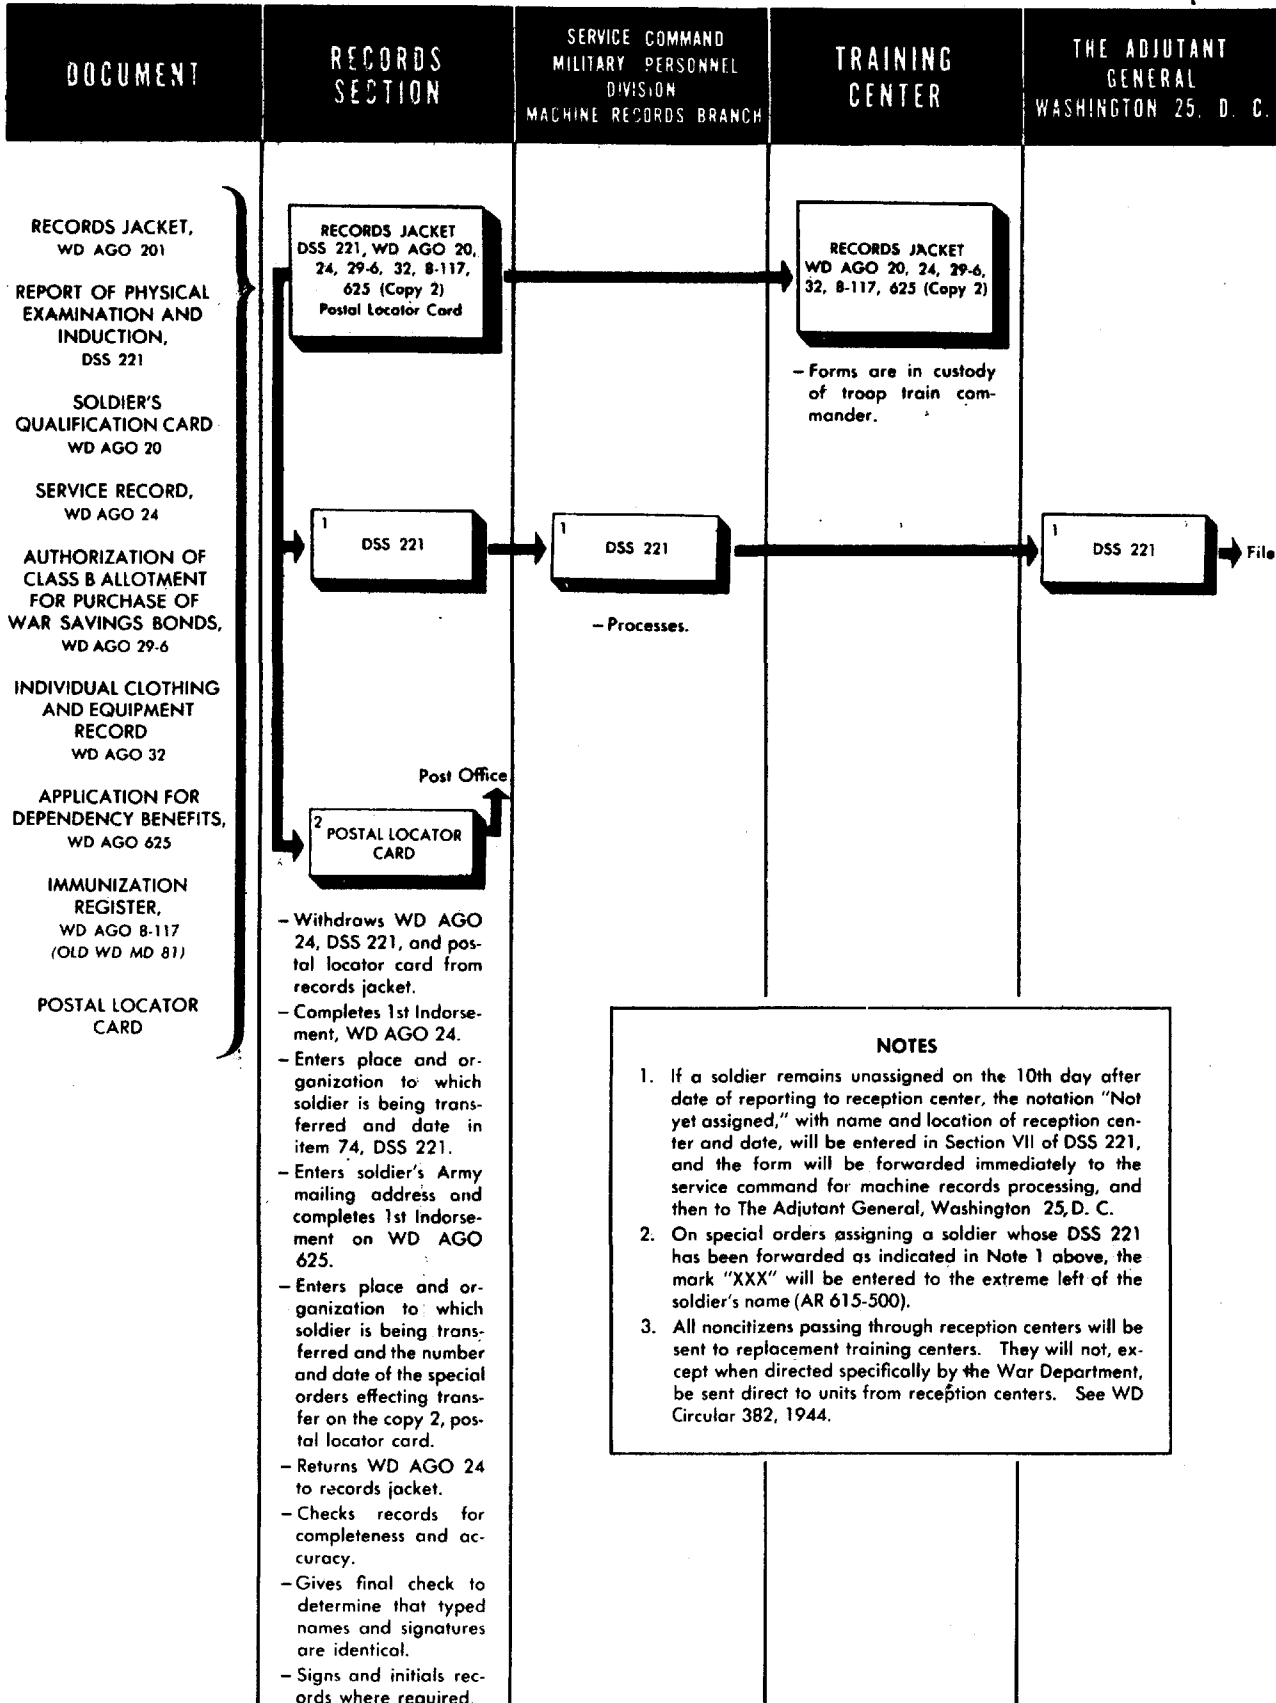 DOCUMENT
RECORDS
SECTION
SERVICE COMMAND
MILITARY PERSONNEL
DIVISION
MACHINE RECORDS BRANCH
TRAINING
CENTER
THE ADJUTANT
GENERAL
WASHINGTON 25, D. C.
RECORDS JACKET,
WD AGO 201
REPORT OF PHYSICAL
EXAMINATION AND
INDUCTION,
DSS 221
SOLDIER'S
QUALIFICATION CARD
WD AGO 20
SERVICE RECORD,
WD AGO 24
AUTHORIZATION OF
CLASS B ALLOTMENT
FOR PURCHASE OF
WAR SAVINGS BONDS,
WD AGO 29-6
INDIVIDUAL CLOTHING
AND EQUIPMENT
RECORD
WD AGO 32
APPLICATION FOR
DEPENDENCY BENEFITS,
WD AGO 625
IMMUNIZATION
REGISTER,
WD AGO 8-117
(OLD WD MD 81)
POSTAL LOCATOR
CARD
RECORDS JACKET
DSS 221, WD AGO 20,
24, 29-6, 32, 8-117,
625 (Copy 2)
Postal Locator Card
RECORDS JACKET
WD AGO 20, 24, 29-6,
32, 8-117, 625 (Copy 2)
– Forms are in custody
of troop train com-
mander.
1
DSS 221
1
DSS 221
– Processes.
1
DSS 221
File
Post Office
2
POSTAL LOCATOR
CARD
– Withdraws WD AGO
24, DSS 221, and pos-
tal locator card from
records jacket.
– Completes 1st Indorse-
ment, WD AGO 24.
– Enters place and or-
ganization to which
soldier is being trans-
ferred and date in
item 74, DSS 221.
– Enters soldier's Army
mailing address and
completes 1st Indorse-
ment on WD AGO
625.
– Enters place and or-
ganization to which
soldier is being trans-
ferred and the number
and date of the special
orders effecting trans-
fer on the copy 2, pos-
tal locator card.
– Returns WD AGO 24
to records jacket.
– Checks records for
completeness and ac-
curacy.
– Gives final check to
determine that typed
names and signatures
are identical.
– Signs and initials rec-
ords where required.
NOTES
1. If a soldier remains unassigned on the 10th day after
date of reporting to reception center, the notation "Not
yet assigned," with name and location of reception cen-
ter and date, will be entered in Section VII of DSS 221,
and the form will be forwarded immediately to the
service command for machine records processing, and
then to The Adjutant General, Washington 25, D. C.
2. On special orders assigning a soldier whose DSS 221
has been forwarded as indicated in Note 1 above, the
mark "XXX" will be entered to the extreme left of the
soldier's name (AR 615-500).
3. All noncitizens passing through reception centers will be
sent to replacement training centers. They will not, ex-
cept when directed specifically by the War Department,
be sent direct to units from reception centers. See WD
Circular 382, 1944.